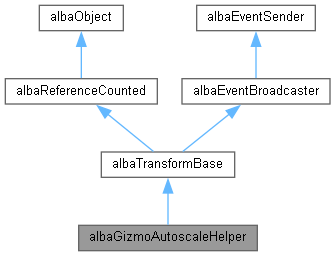 albaObject
albaEventSender
albaReferenceCounted
albaEventBroadcaster
albaTransformBase
albaGizmoAutoscaleHelper